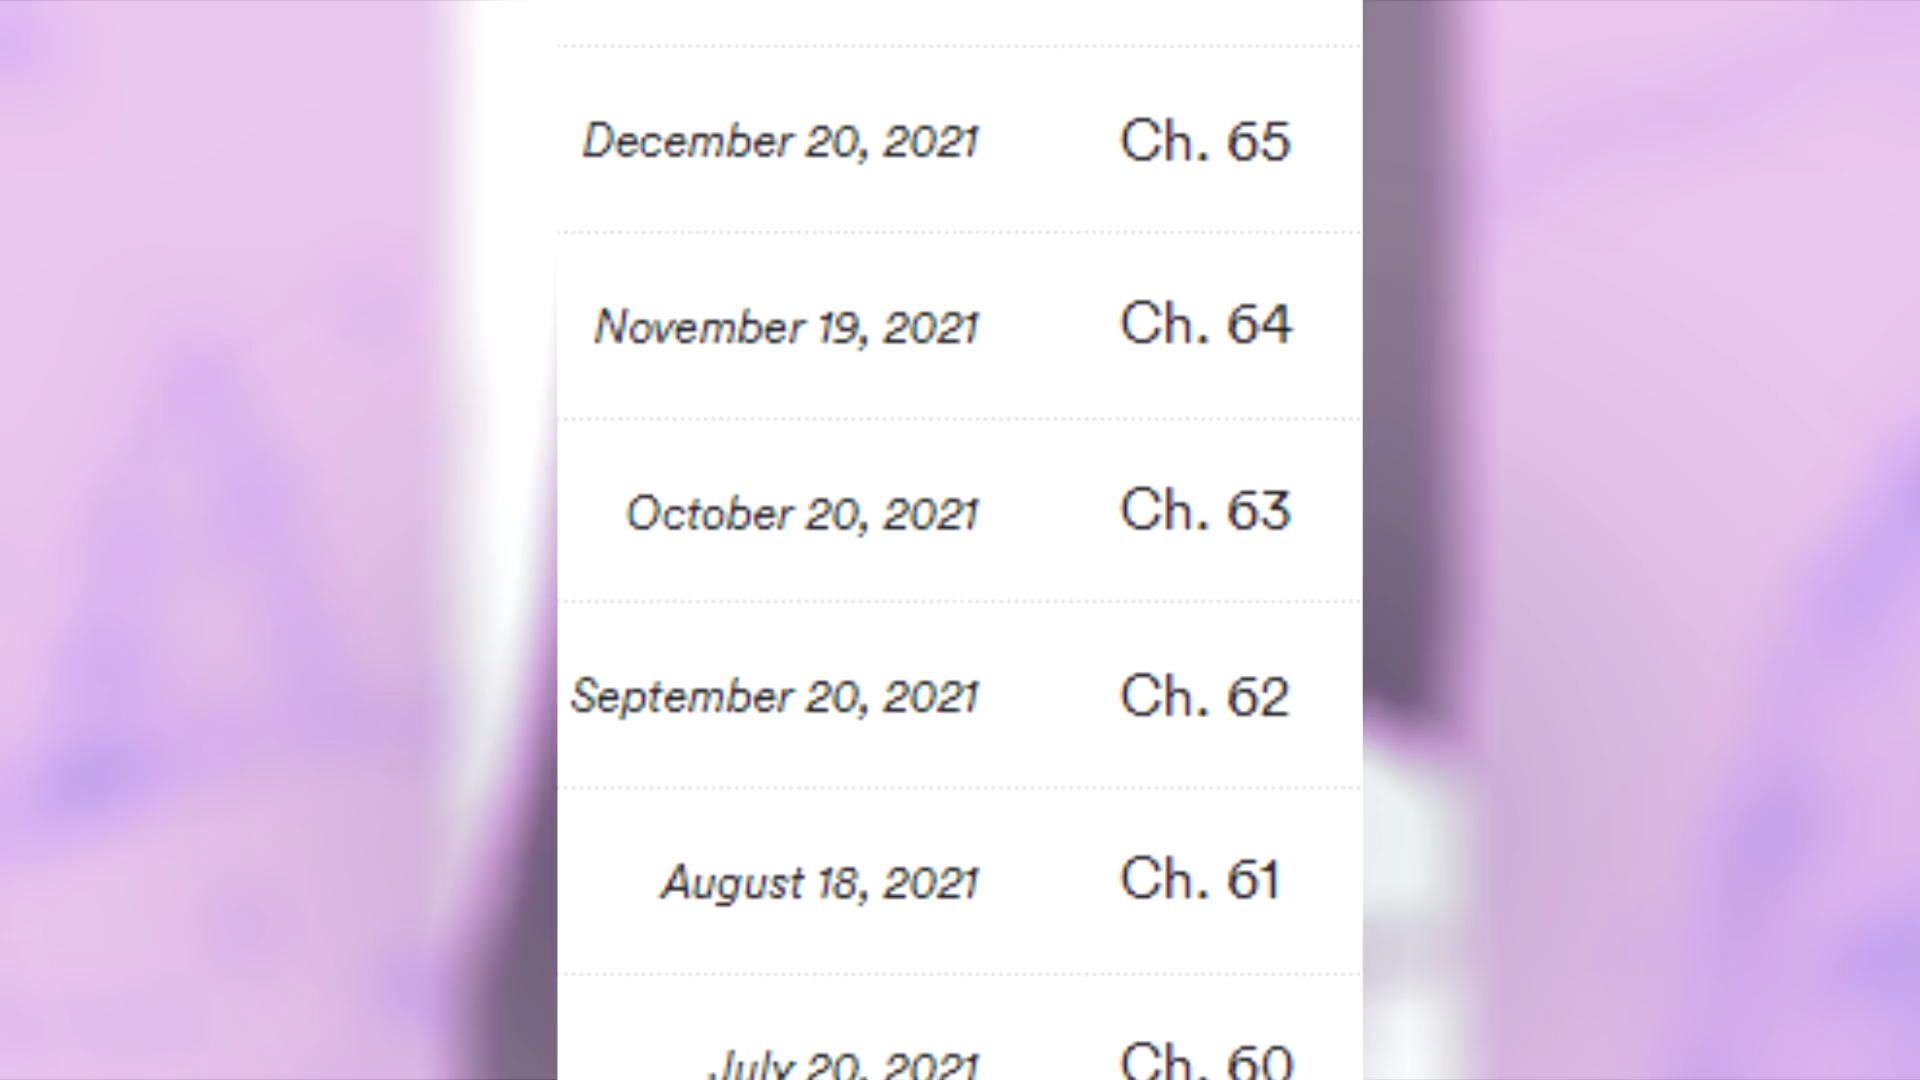 December 20, 2021 Ch. 65
November 19, 2021 Ch. 64
October 20, 2021 Ch. 63
September 20, 2021 Ch. 62
August 18, 2021 Ch. 61
July 20, 2021 Ch. 60